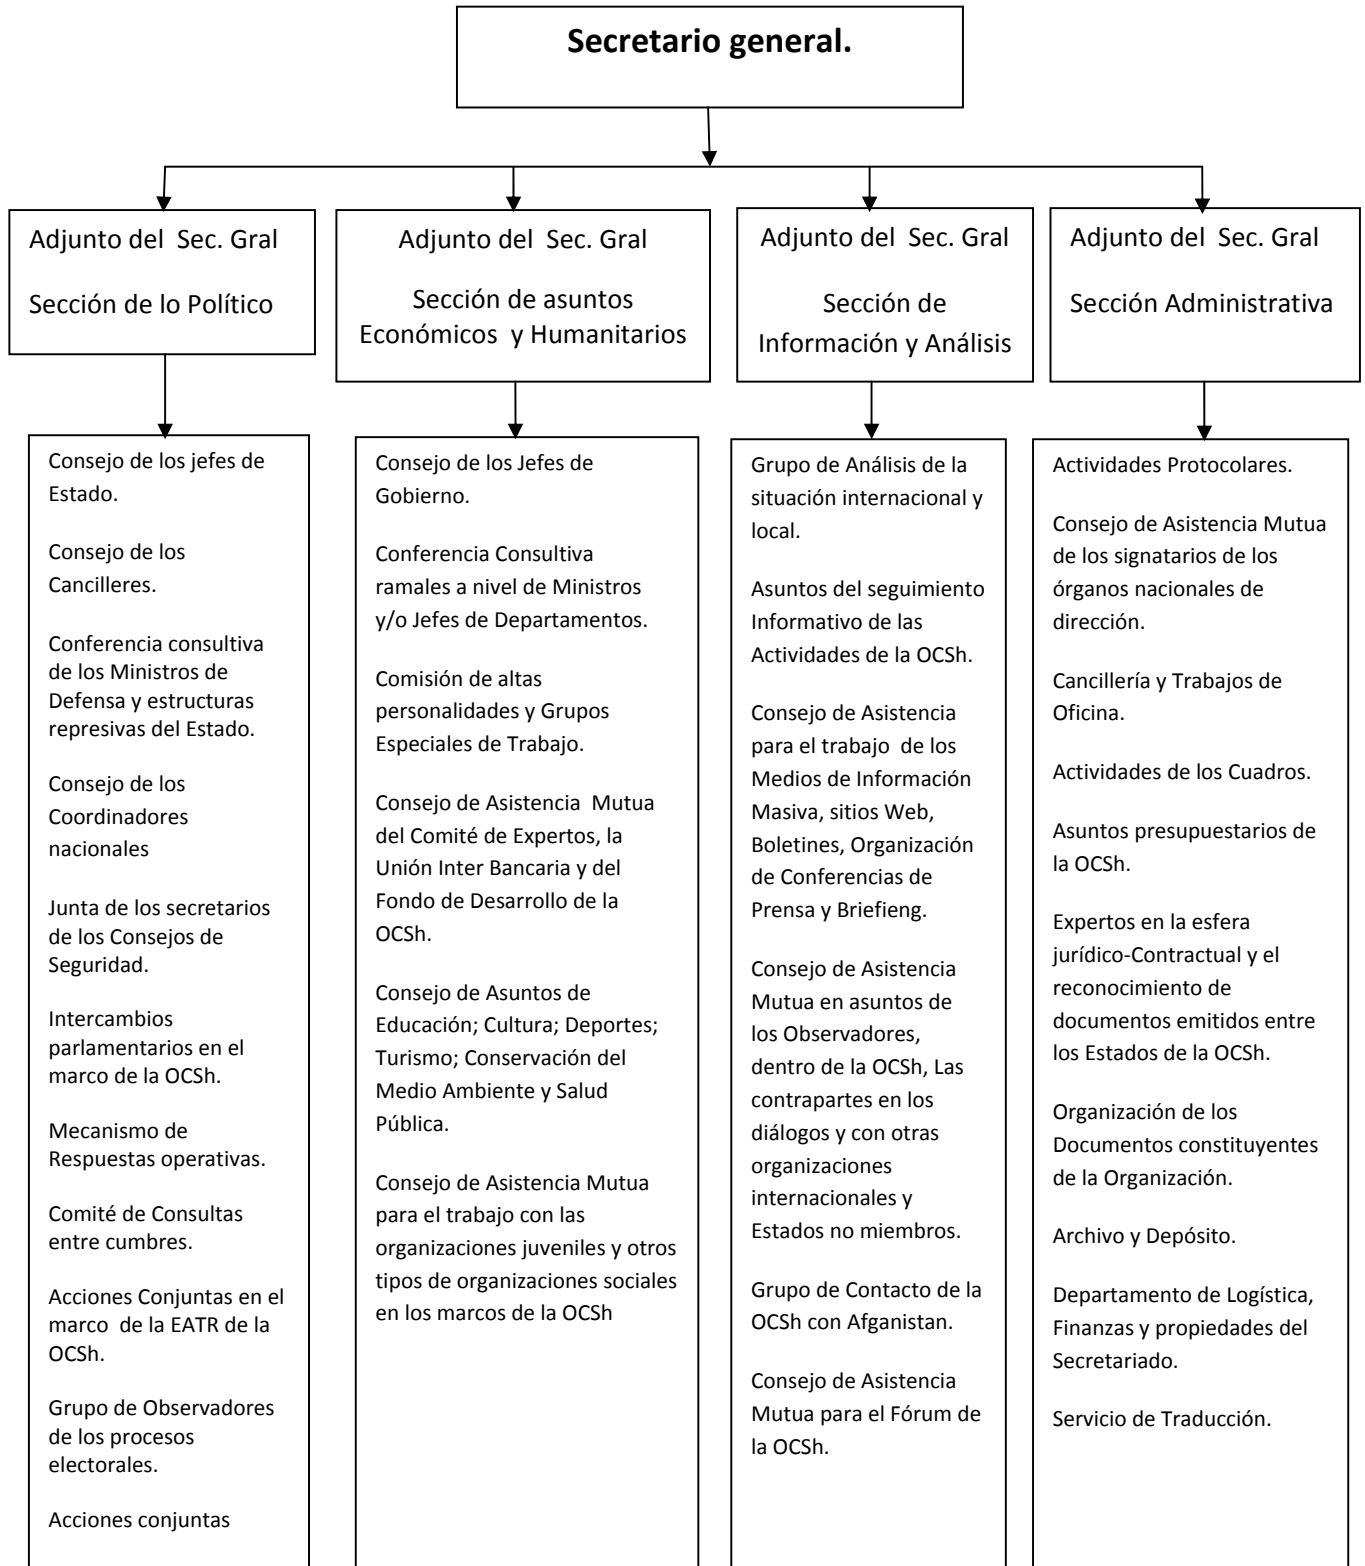 Secretario general.
Adjunto del Sec. Gral
Sección de lo Político
Adjunto del Sec. Gral
Sección de asuntos
Económicos y Humanitarios
Adjunto del Sec. Gral
Sección de
Información y Análisis
Adjunto del Sec. Gral
Sección Administrativa
Consejo de los jefes de
Estado.
Consejo de los
Cancilleres.
Conferencia consultiva
de los Ministros de
Defensa y estructuras
represivas del Estado.
Consejo de los
Coordinadores
nacionales
Junta de los secretarios
de los Consejos de
Seguridad.
Intercambios
parlamentarios en el
marco de la OCSh.
Mecanismo de
Respuestas operativas.
Comité de Consultas
entre cumbres.
Acciones Conjuntas en el
marco de la EATR de la
OCSh.
Grupo de Observadores
de los procesos
electorales.
Acciones conjuntas
Consejo de los Jefes de
Gobierno.
Conferencia Consultiva
ramales a nivel de Ministros
y/o Jefes de Departamentos.
Comisión de altas
personalidades y Grupos
Especiales de Trabajo.
Consejo de Asistencia Mutua
del Comité de Expertos, la
Unión Inter Bancaria y del
Fondo de Desarrollo de la
OCSh.
Consejo de Asuntos de
Educación; Cultura; Deportes;
Turismo; Conservación del
Medio Ambiente y Salud
Pública.
Consejo de Asistencia Mutua
para el trabajo con las
organizaciones juveniles y otros
tipos de organizaciones sociales
en los marcos de la OCSh
Grupo de Análisis de la
situación internacional y
local.
Asuntos del seguimiento
Informativo de las
Actividades de la OCSh.
Consejo de Asistencia
para el trabajo de los
Medios de Información
Masiva, sitios Web,
Boletines, Organización
de Conferencias de
Prensa y Briefieng.
Consejo de Asistencia
Mutua en asuntos de
los Observadores,
dentro de la OCSh, Las
contrapartes en los
diálogos y con otras
organizaciones
internacionales y
Estados no miembros.
Grupo de Contacto de la
OCSh con Afganistan.
Consejo de Asistencia
Mutua para el Fórum de
la OCSh.
Actividades Protocolares.
Consejo de Asistencia Mutua
de los signatarios de los
órganos nacionales de
dirección.
Cancillería y Trabajos de
Oficina.
Actividades de los Cuadros.
Asuntos presupuestarios de
la OCSh.
Expertos en la esfera
jurídico-Contractual y el
reconocimiento de
documentos emitidos entre
los Estados de la OCSh.
Organización de los
Documentos constituyentes
de la Organización.
Archivo y Depósito.
Departamento de Logística,
Finanzas y propiedades del
Secretariado.
Servicio de Traducción.